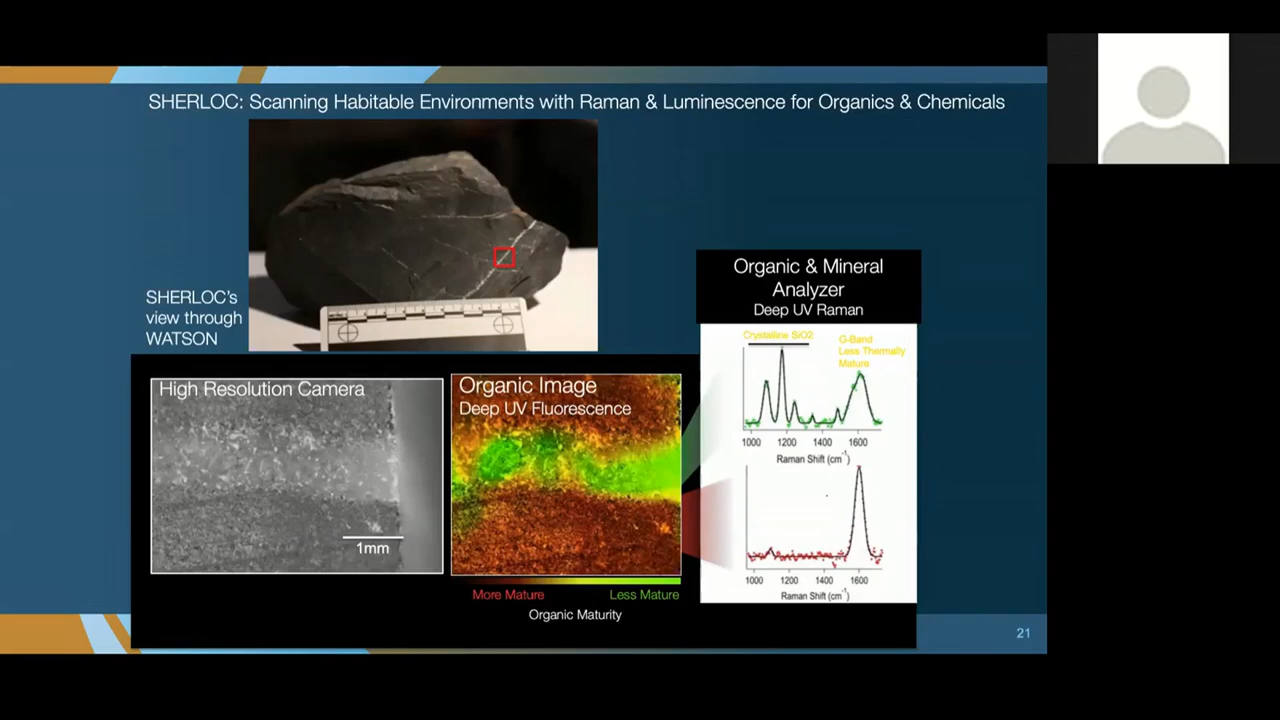 SHERLOC: Scanning Habitable Environments with Raman & Luminescence for Organics & Chemicals
SHERLOC's
view through
WATSON
High Resolution Camera
1mm
Organic Image
Deep UV Fluorescence
More Mature
Less Mature
Organic Maturity
Organic & Mineral
Analyzer
Deep UV Raman
Crystalline SiO2
G-Band
Less Thermally
Mature
1000 1200 1400 1600
Raman Shift (cm-1)
1000 1200 1400 1600
Raman Shift (cm-1)
21